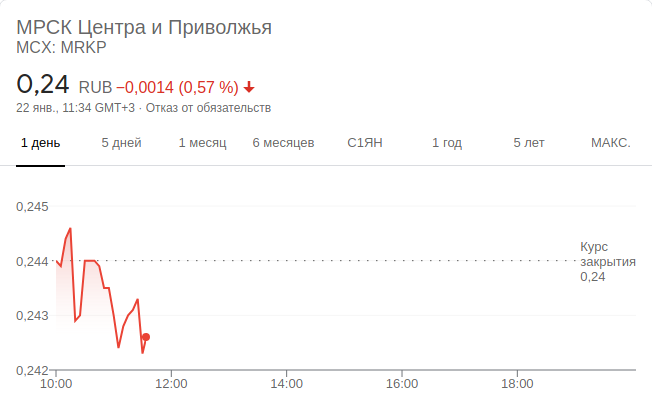 МРСК Центра и Приволжья
MCX: MRKP
0,24 RUB −0,0014 (0,57 %)
22 янв., 11:34 GMT+3 · Отказ от обязательств
1 день 5 дней 1 месяц 6 месяцев С1ЯН 1 год 5 лет МАКС.
0,245
0,244
0,243
0,242
Курс
закрытия
0,24
10:00 12:00 14:00 16:00 18:00